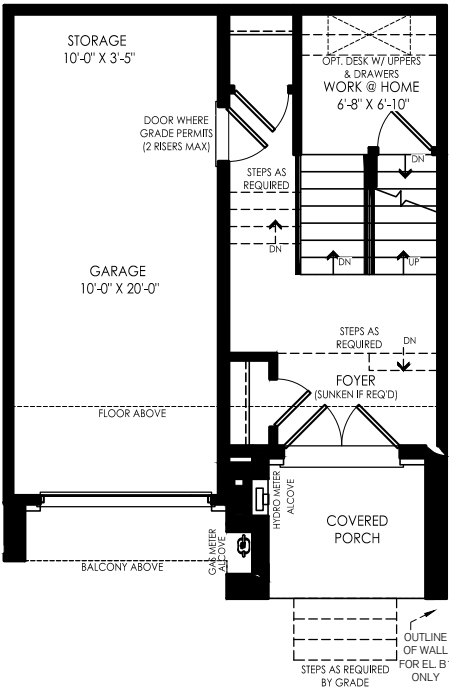 STORAGE
10'-0" X 3'-5"
OPT. DESK W/ UPPERS
& DRAWERS
WORK @ HOME
6'-8" X 6'-10"
DOOR WHERE
GRADE PERMITS
(2 RISERS MAX)
DN
STEPS AS
REQUIRED
DN
DN
UP
GARAGE
10'-0" X 20'-0"
STEPS AS
REQUIRED
DN
FOYER
(SUNKEN IF REQ'D)
FLOOR ABOVE
HYDRO METER
ALCOVE
COVERED
PORCH
GAS METER
ALCOVE
BALCONY ABOVE
OUTLINE
OF WALL
FOR EL. B'
ONLY
STEPS AS REQUIRED
BY GRADE